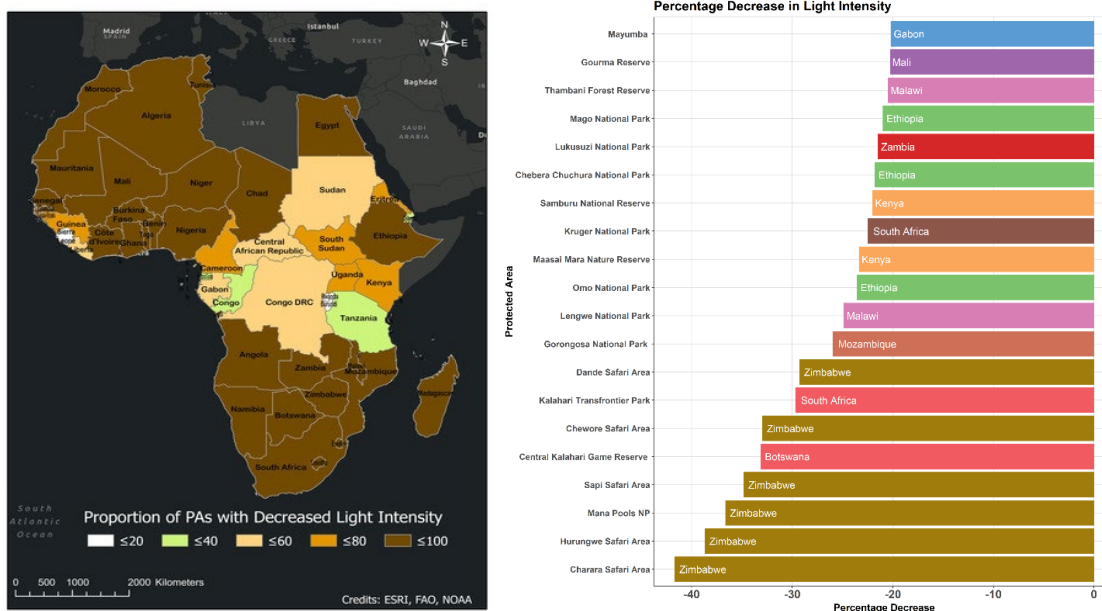 Madrid
SPAIN
Istanbul
GREECE
TURKEY
N
W E
S
Baghdad
Morocco
Tunisia
Algeria
LIBYA
Egypt
SAUDI
ARABIA
Mauritania
Mali
Niger
Chad
Sudan
Eritrea
Senegal
Burkina
Faso
Guinea
Sierra
Leone
Liberia
Côte
d'Ivoire
Ghana
Togo
Benin
Nigeria
Cameroon
Central
African Republic
South
Sudan
Ethiopia
Uganda
Kenya
Gabon
Congo
Congo DRC
Tanzania
Angola
Zambia
Mozambique
Zimbabwe
Namibia
Botswana
Madagascar
South Africa
South
Atlantic
Ocean
Proportion of PAs with Decreased Light Intensity
≤20 ≤40 ≤60 ≤80 ≤100
0 500 1000 2000 Kilometers
Credits: ESRI, FAO, NOAA
Percentage Decrease in Light Intensity
Protected Area
Mayumba Gabon
Gourma Reserve Mali
Thambani Forest Reserve Malawi
Mago National Park Ethiopia
Lukusuzi National Park Zambia
Chebera Chuchura National Park Ethiopia
Samburu National Reserve Kenya
Kruger National Park South Africa
Maasai Mara Nature Reserve Kenya
Omo National Park Ethiopia
Lengwe National Park Malawi
Gorongosa National Park Mozambique
Dande Safari Area Zimbabwe
Kalahari Transfrontier Park South Africa
Chewore Safari Area Zimbabwe
Central Kalahari Game Reserve Botswana
Sapi Safari Area Zimbabwe
Mana Pools NP Zimbabwe
Hurungwe Safari Area Zimbabwe
Charara Safari Area Zimbabwe
-40 -30 -20 -10 0
Percentage Decrease